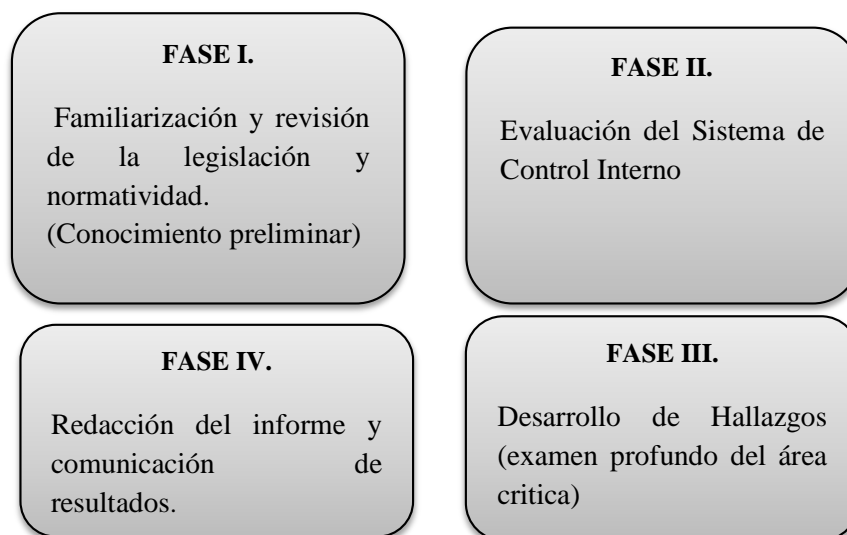 FASE I.
Familiarización y revisión
de la legislación y
normatividad.
(Conocimiento preliminar)
FASE II.
Evaluación del Sistema de
Control Interno
FASE IV.
Redacción del informe y
comunicación de
resultados.
FASE III.
Desarrollo de Hallazgos
(examen profundo del área
critica)